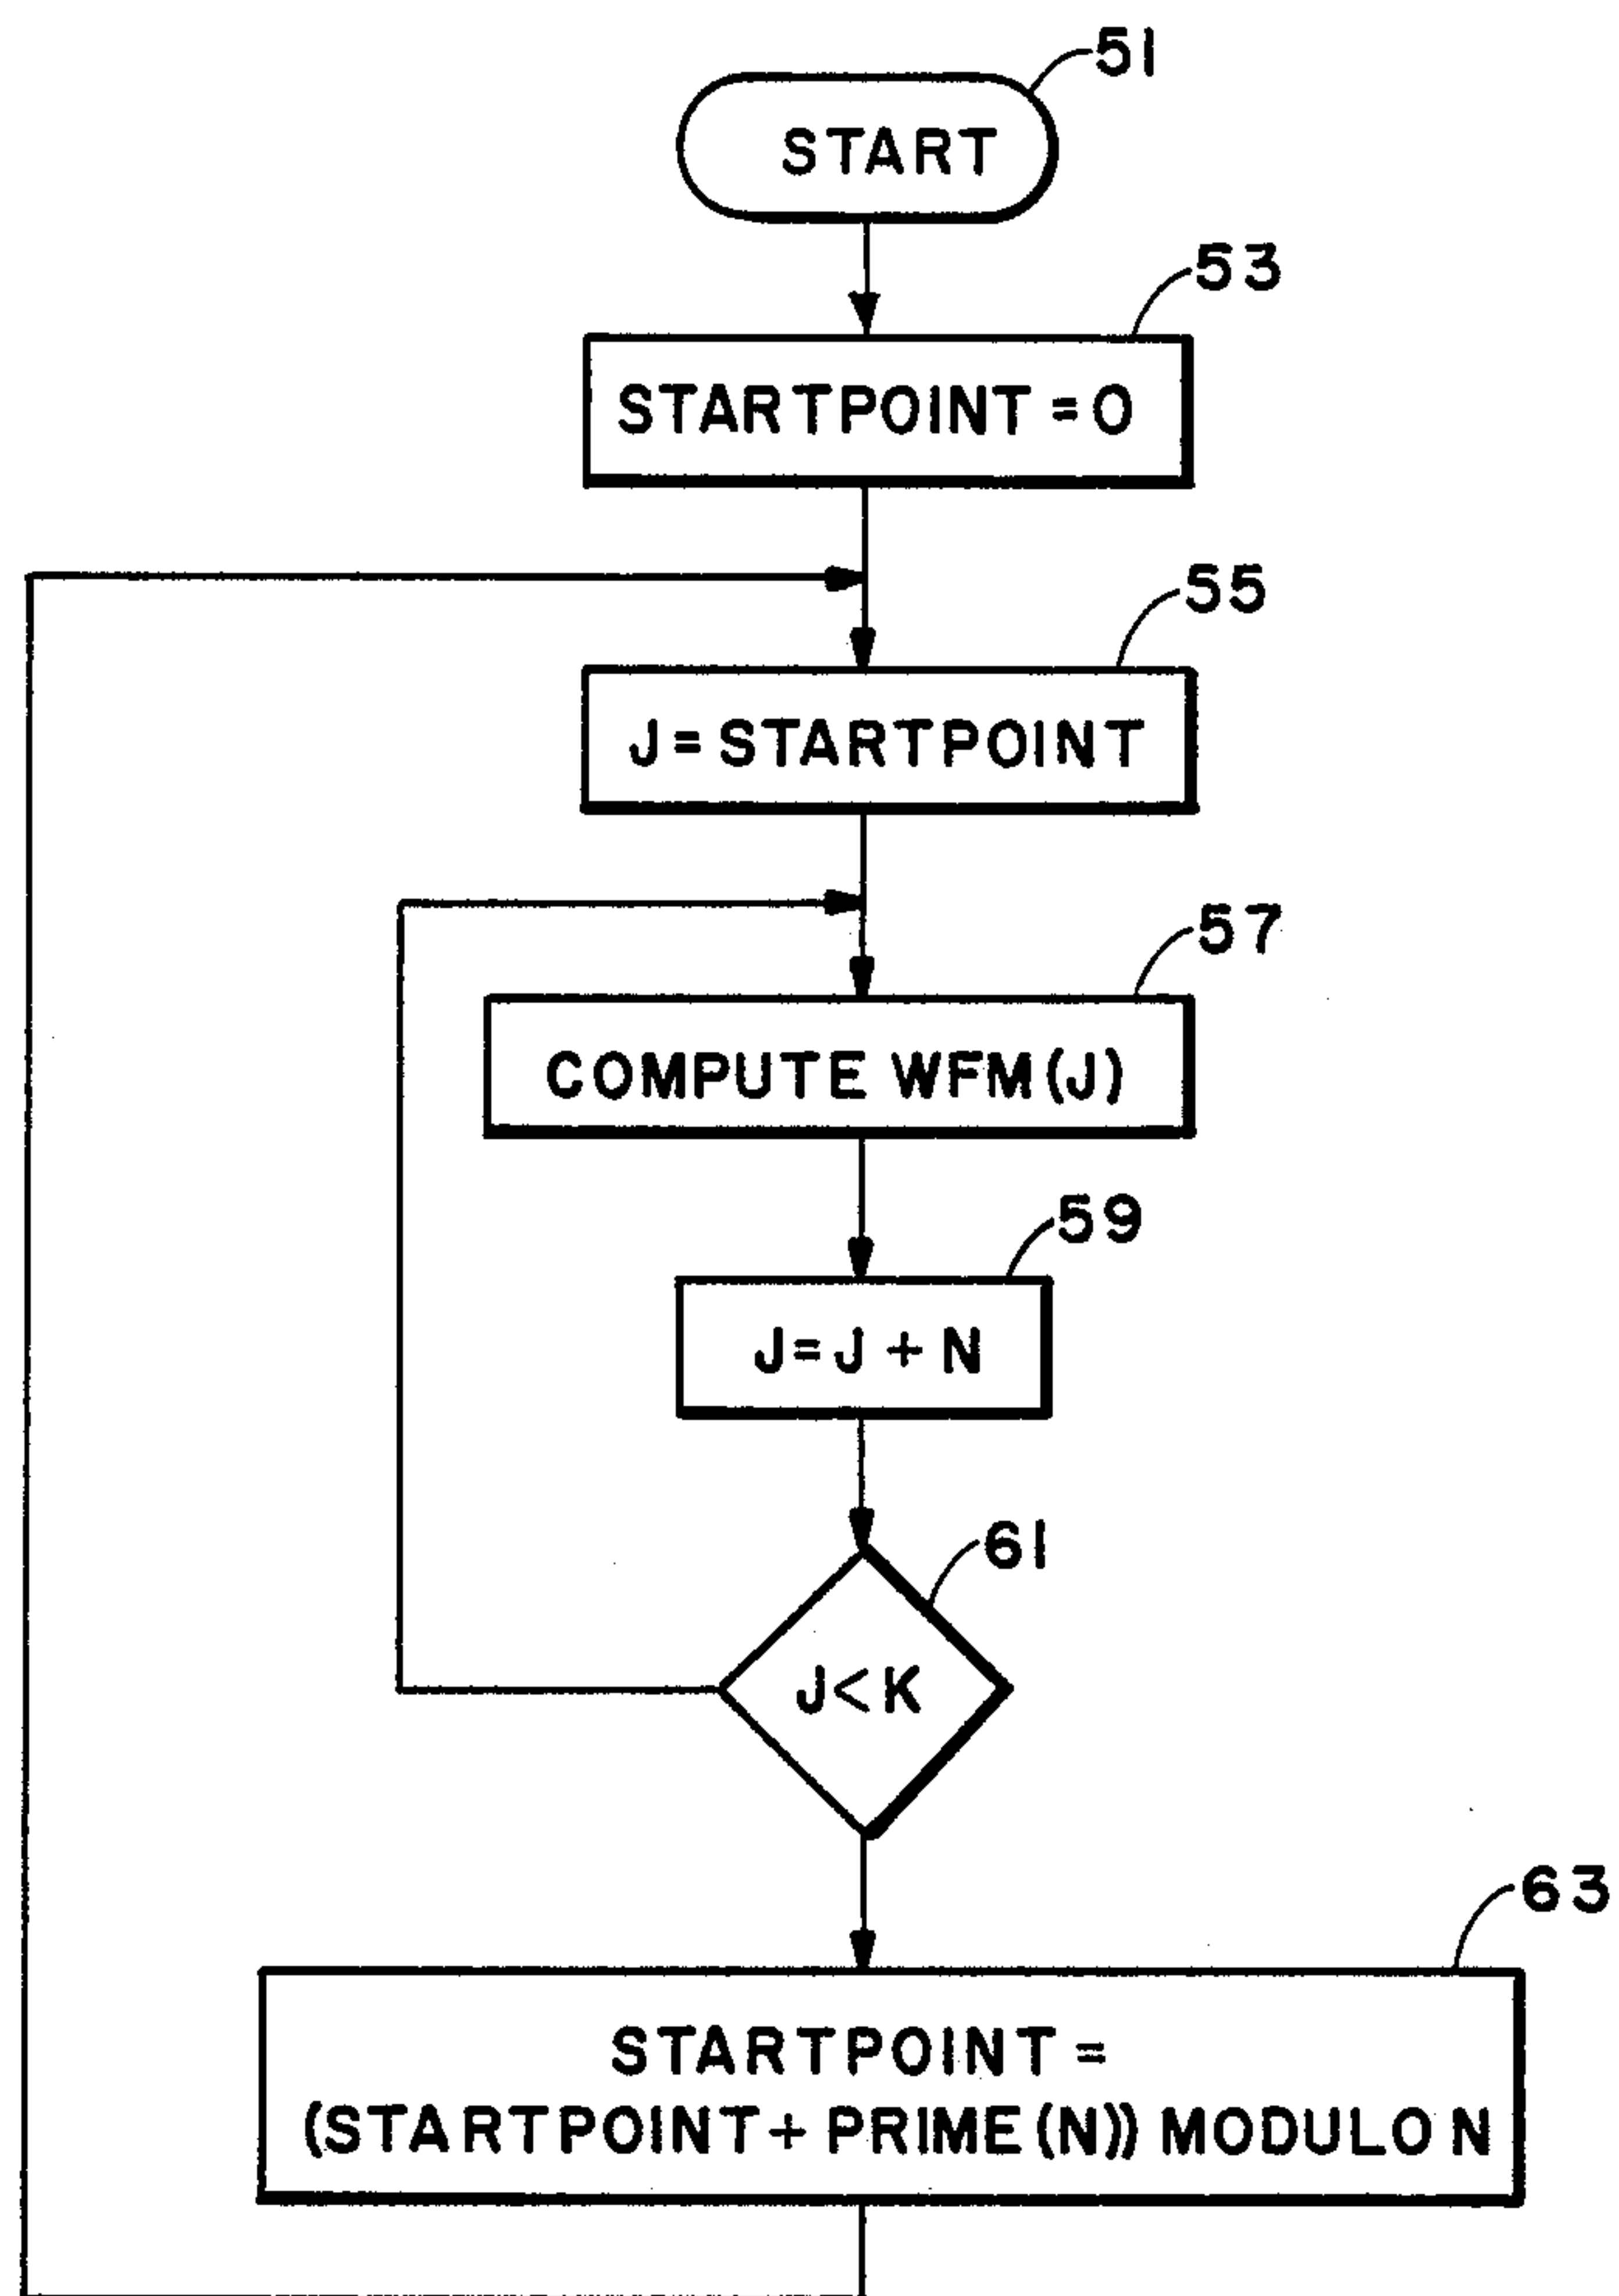 51
START
53
STARTPOINT = 0
55
J = STARTPOINT
57
COMPUTE WFM(J)
59
J = J + N
61
J < K
63
STARTPOINT =
(STARTPOINT + PRIME(N)) MODULO N